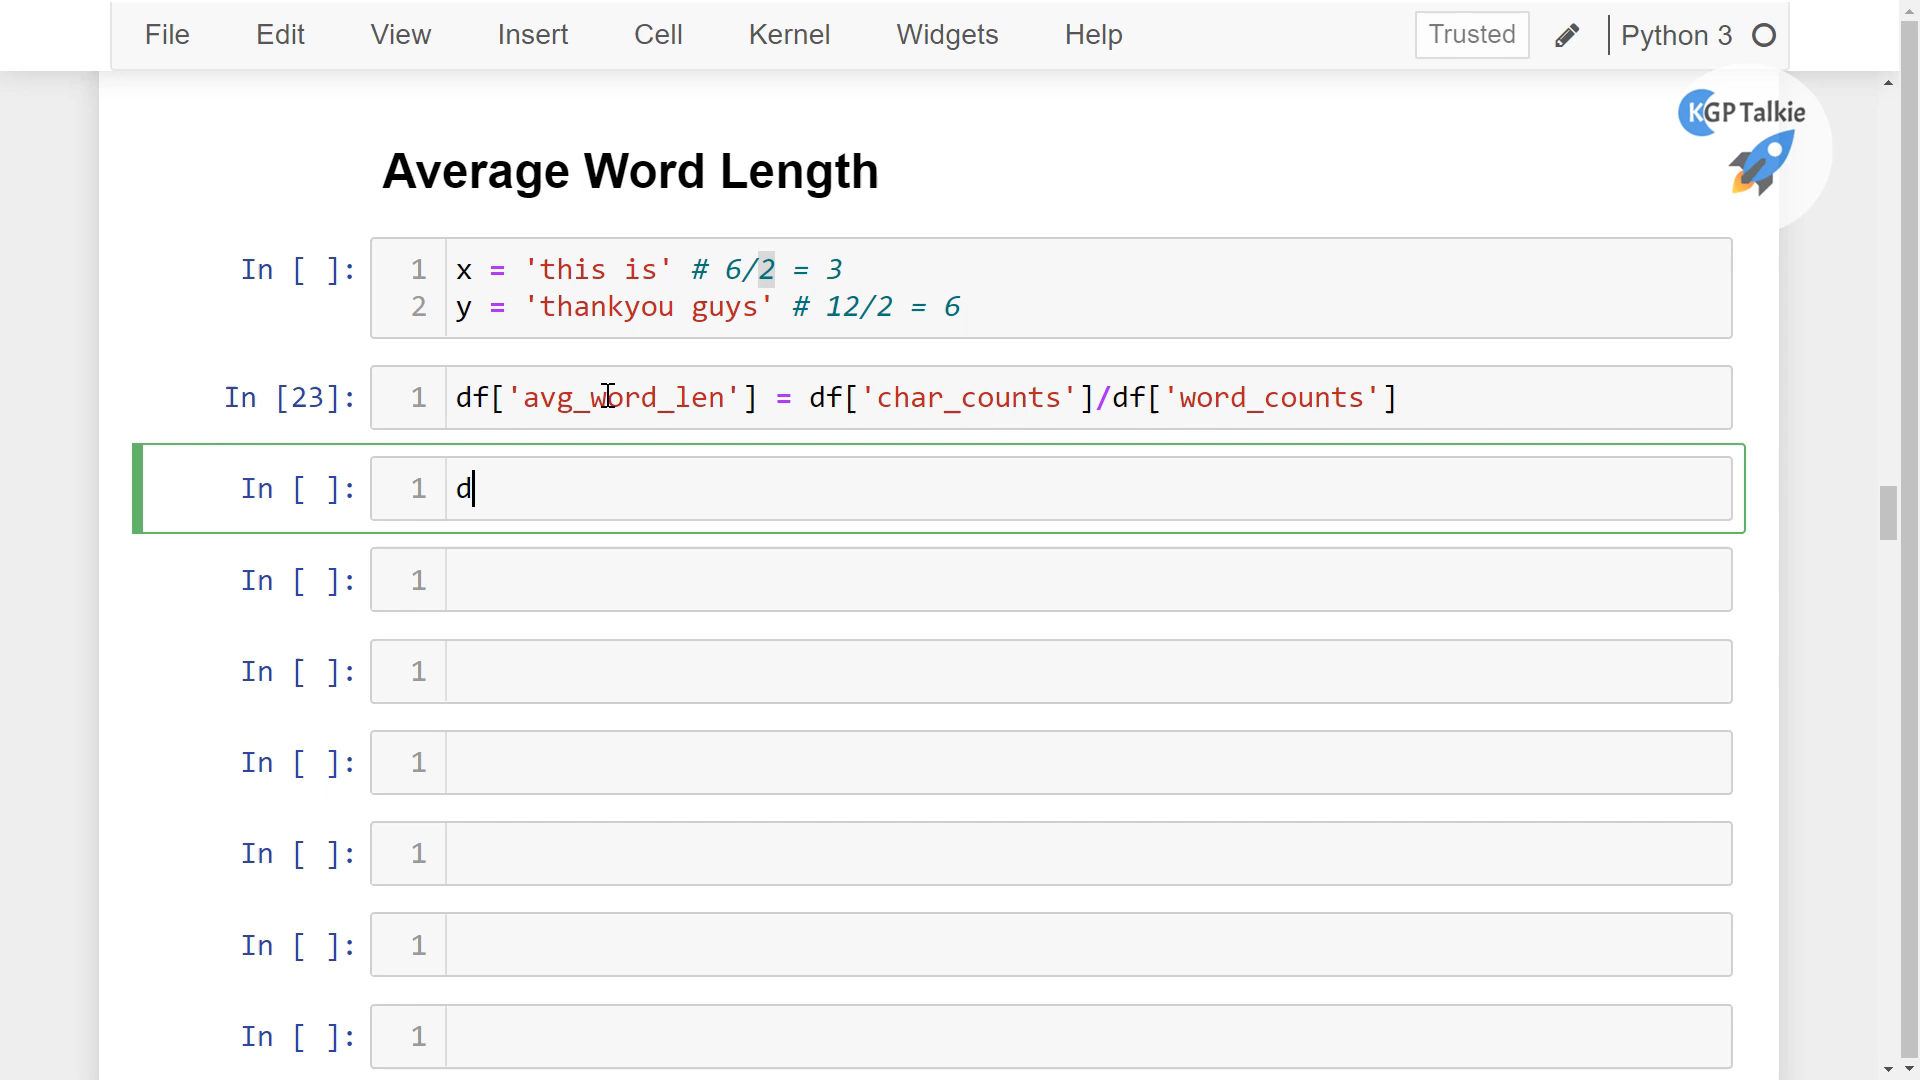 File Edit View Insert Cell Kernel Widgets Help Trusted Python 3
KGP Talkie
Average Word Length
In [ ]: 1 x = 'this is' # 6/2 = 3
2 y = 'thankyou guys' # 12/2 = 6
In [23]: 1 df['avg_word_len'] = df['char_counts']/df['word_counts']
In [ ]: 1 d
In [ ]: 1
In [ ]: 1
In [ ]: 1
In [ ]: 1
In [ ]: 1
In [ ]: 1